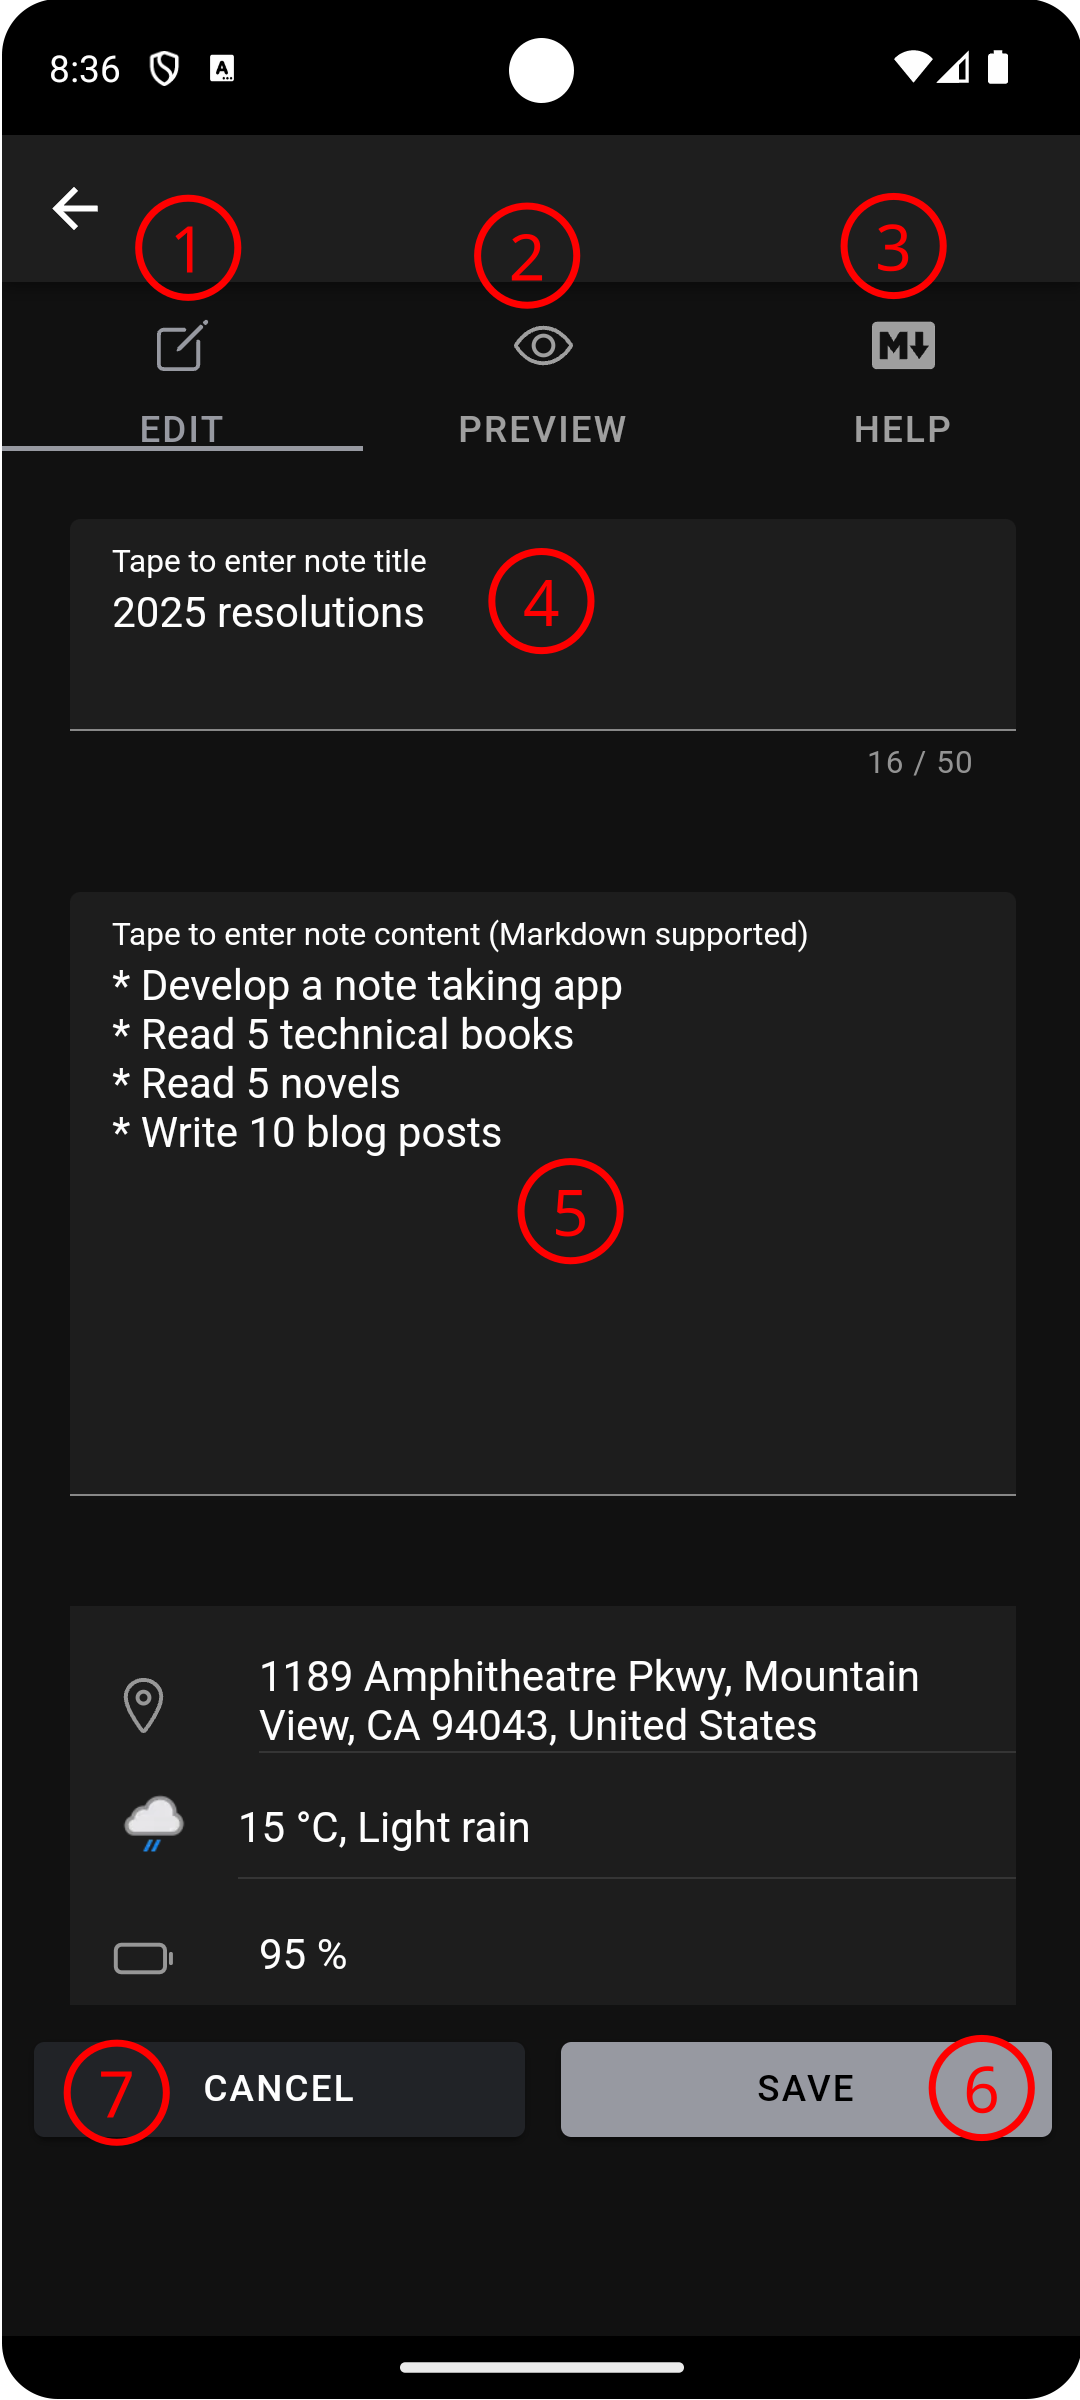 8:36
A
1
2
3
M
EDIT
PREVIEW
HELP
Tape to enter note title
2025 resolutions
4
16 / 50
Tape to enter note content (Markdown supported)
* Develop a note taking app
* Read 5 technical books
* Read 5 novels
* Write 10 blog posts
5
1189 Amphitheatre Pkwy, Mountain
View, CA 94043, United States
15 °C, Light rain
95 %
7
CANCEL
SAVE
6